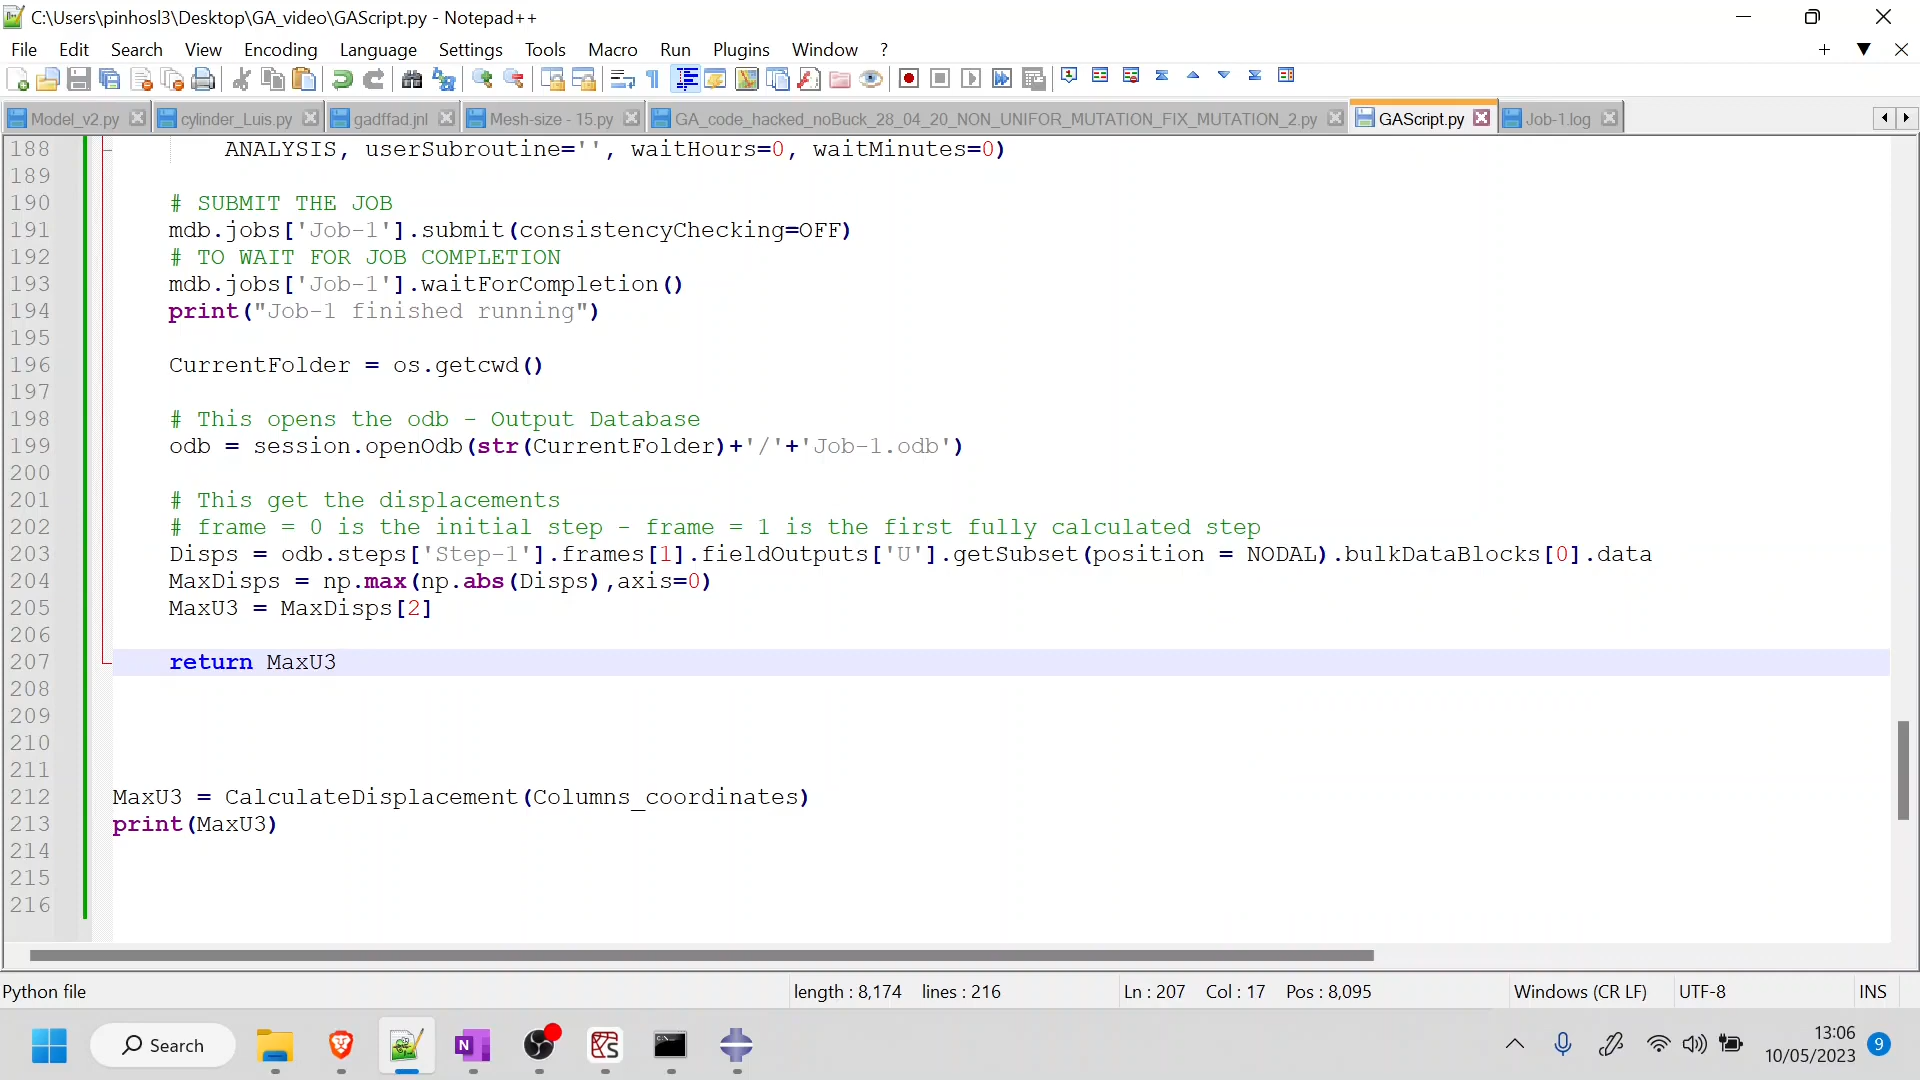 C:\Users\pinhosl3\Desktop\GA_video\GAScript.py - Notepad++
File Edit Search View Encoding Language Settings Tools Macro Run Plugins Window ?
Model_v2.py cylinder_Luis.py gadffad.jnl Mesh-size - 15.py GA_code_hacked_noBuck_28_04_20_NON_UNIFOR_MUTATION_FIX_MUTATION_2.py GAScript.py Job-1.log
188 ANALYSIS, userSubroutine='', waitHours=0, waitMinutes=0)
189
190 # SUBMIT THE JOB
191 mdb.jobs['Job-1'].submit(consistencyChecking=OFF)
192 # TO WAIT FOR JOB COMPLETION
193 mdb.jobs['Job-1'].waitForCompletion()
194 print("Job-1 finished running")
195
196 CurrentFolder = os.getcwd()
197
198 # This opens the odb - Output Database
199 odb = session.openOdb(str(CurrentFolder)+'/'+'Job-1.odb')
200
201 # This get the displacements
202 # frame = 0 is the initial step - frame = 1 is the first fully calculated step
203 Disps = odb.steps['Step-1'].frames[1].fieldOutputs['U'].getSubset(position = NODAL).bulkDataBlocks[0].data
204 MaxDisps = np.max(np.abs(Disps),axis=0)
205 MaxU3 = MaxDisps[2]
206
207 return MaxU3
208
209
210
211
212 MaxU3 = CalculateDisplacement(Columns_coordinates)
213 print(MaxU3)
214
215
216
Python file length : 8,174 lines : 216 Ln : 207 Col : 17 Pos : 8,095 Windows (CR LF) UTF-8 INS
Search 13:06
10/05/2023 9